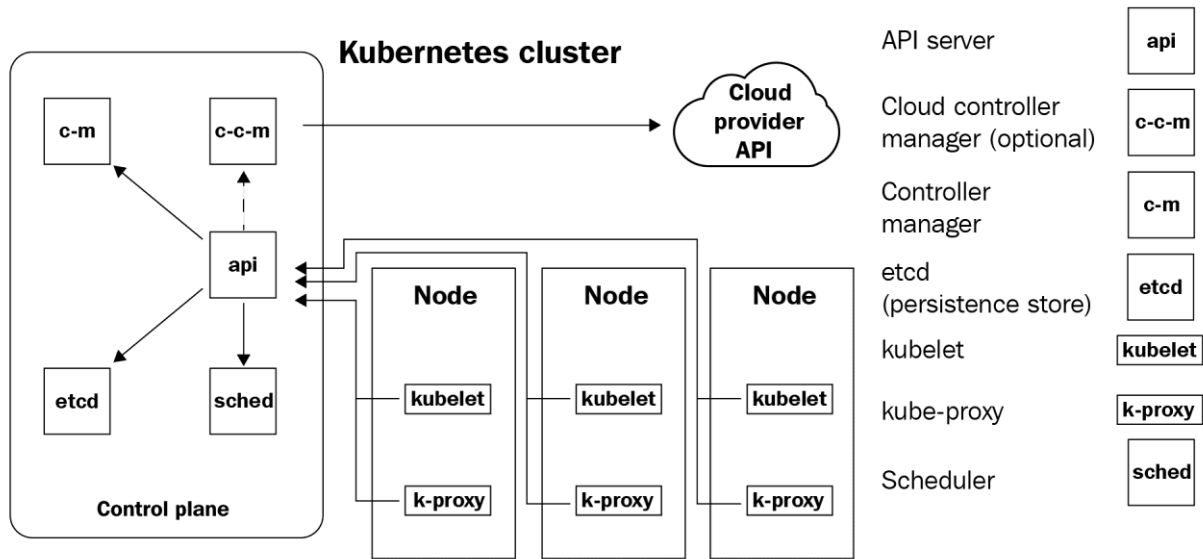 Kubernetes cluster
c-m
c-c-m
api
etcd
sched
Control plane
Cloud
provider
API
Node
kubelet
k-proxy
Node
kubelet
k-proxy
Node
kubelet
k-proxy
API server
api
Cloud controller
manager (optional)
c-c-m
Controller
manager
c-m
etcd
(persistence store)
etcd
kubelet
kubelet
kube-proxy
k-proxy
Scheduler
sched